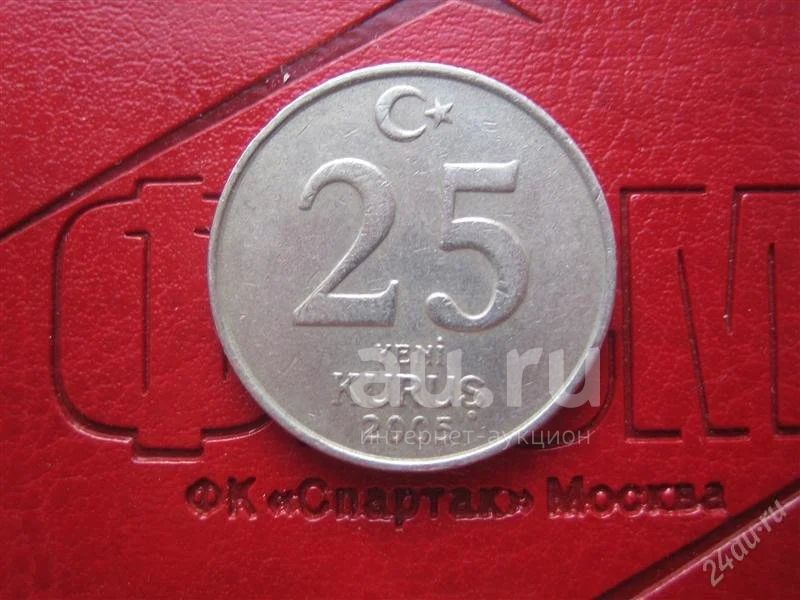 25
YENİ
KURUŞ
2005
au.ru
интернет-аукцион
ФК «Спартак» Москва
24au.ru